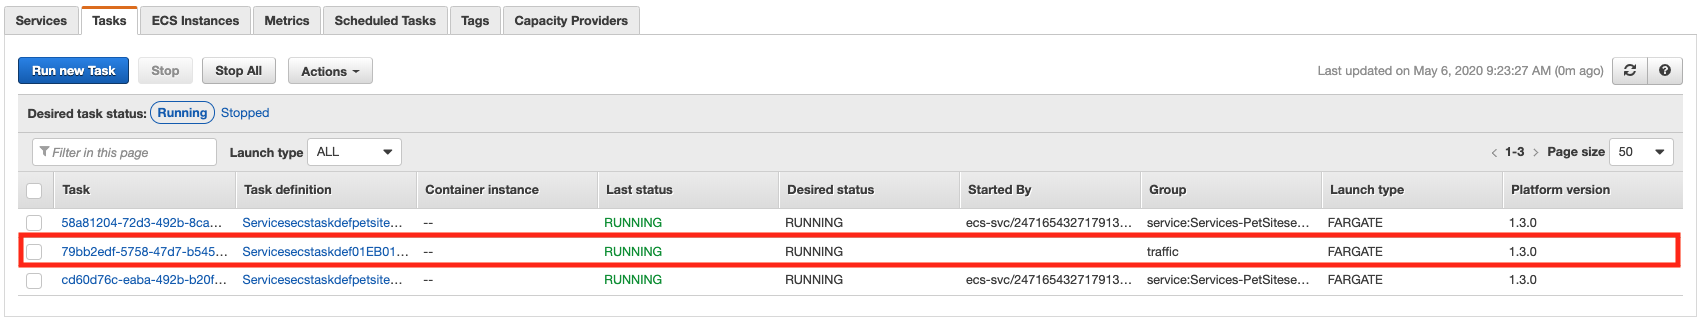 Services Tasks ECS Instances Metrics Scheduled Tasks Tags Capacity Providers
Run new Task Stop Stop All Actions Last updated on May 6, 2020 9:23:27 AM (0m ago)
Desired task status: Running Stopped
Filter in this page Launch type ALL < 1-3 > Page size 50
Task Task definition Container instance Last status Desired status Started By Group Launch type Platform version
58a81204-72d3-492b-8ca... Servicesecstaskdefpetsite... -- RUNNING RUNNING ecs-svc/247165432717913... service:Services-PetSitese... FARGATE 1.3.0
79bb2edf-5758-47d7-b545... Servicesecstaskdef01EB01... -- RUNNING RUNNING traffic FARGATE 1.3.0
cd60d76c-eaba-492b-b20f... Servicesecstaskdefpetsite... -- RUNNING RUNNING ecs-svc/247165432717913... service:Services-PetSitese... FARGATE 1.3.0